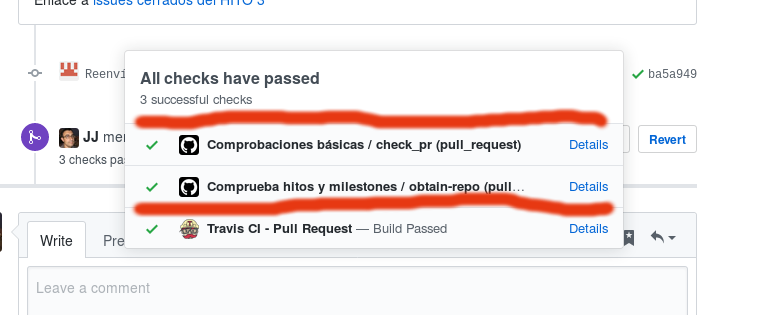 Enlace a issues cerrados del HITO 3
All checks have passed
3 successful checks
Reenví
ba5a949
Comprobaciones básicas / check_pr (pull_request)
Details
JJ mer
Revert
3 checks pas
Comprueba hitos y milestones / obtain-repo (pull…
Details
Travis CI - Pull Request — Build Passed
Details
Write
Pre
Leave a comment